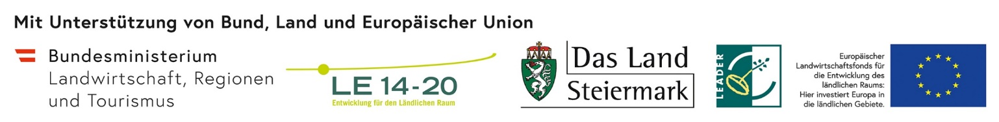 Mit Unterstützung von Bund, Land und Europäischer Union
Bundesministerium
Landwirtschaft, Regionen
und Tourismus
LE 14-20
Entwicklung für den Ländlichen Raum
Das Land
Steiermark
LEADER
Europäischer
Landwirtschaftsfonds für
die Entwicklung des
ländlichen Raums:
Hier investiert Europa in
die ländlichen Gebiete.